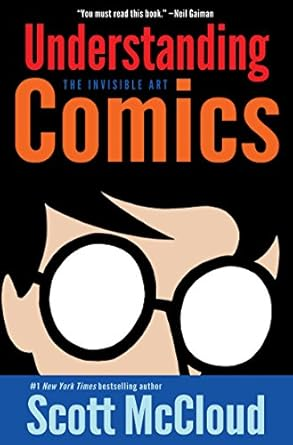 "You must read this book." —Neil Gaiman
Understanding
THE INVISIBLE ART
Comics
#1 New York Times bestselling author
Scott McCloud